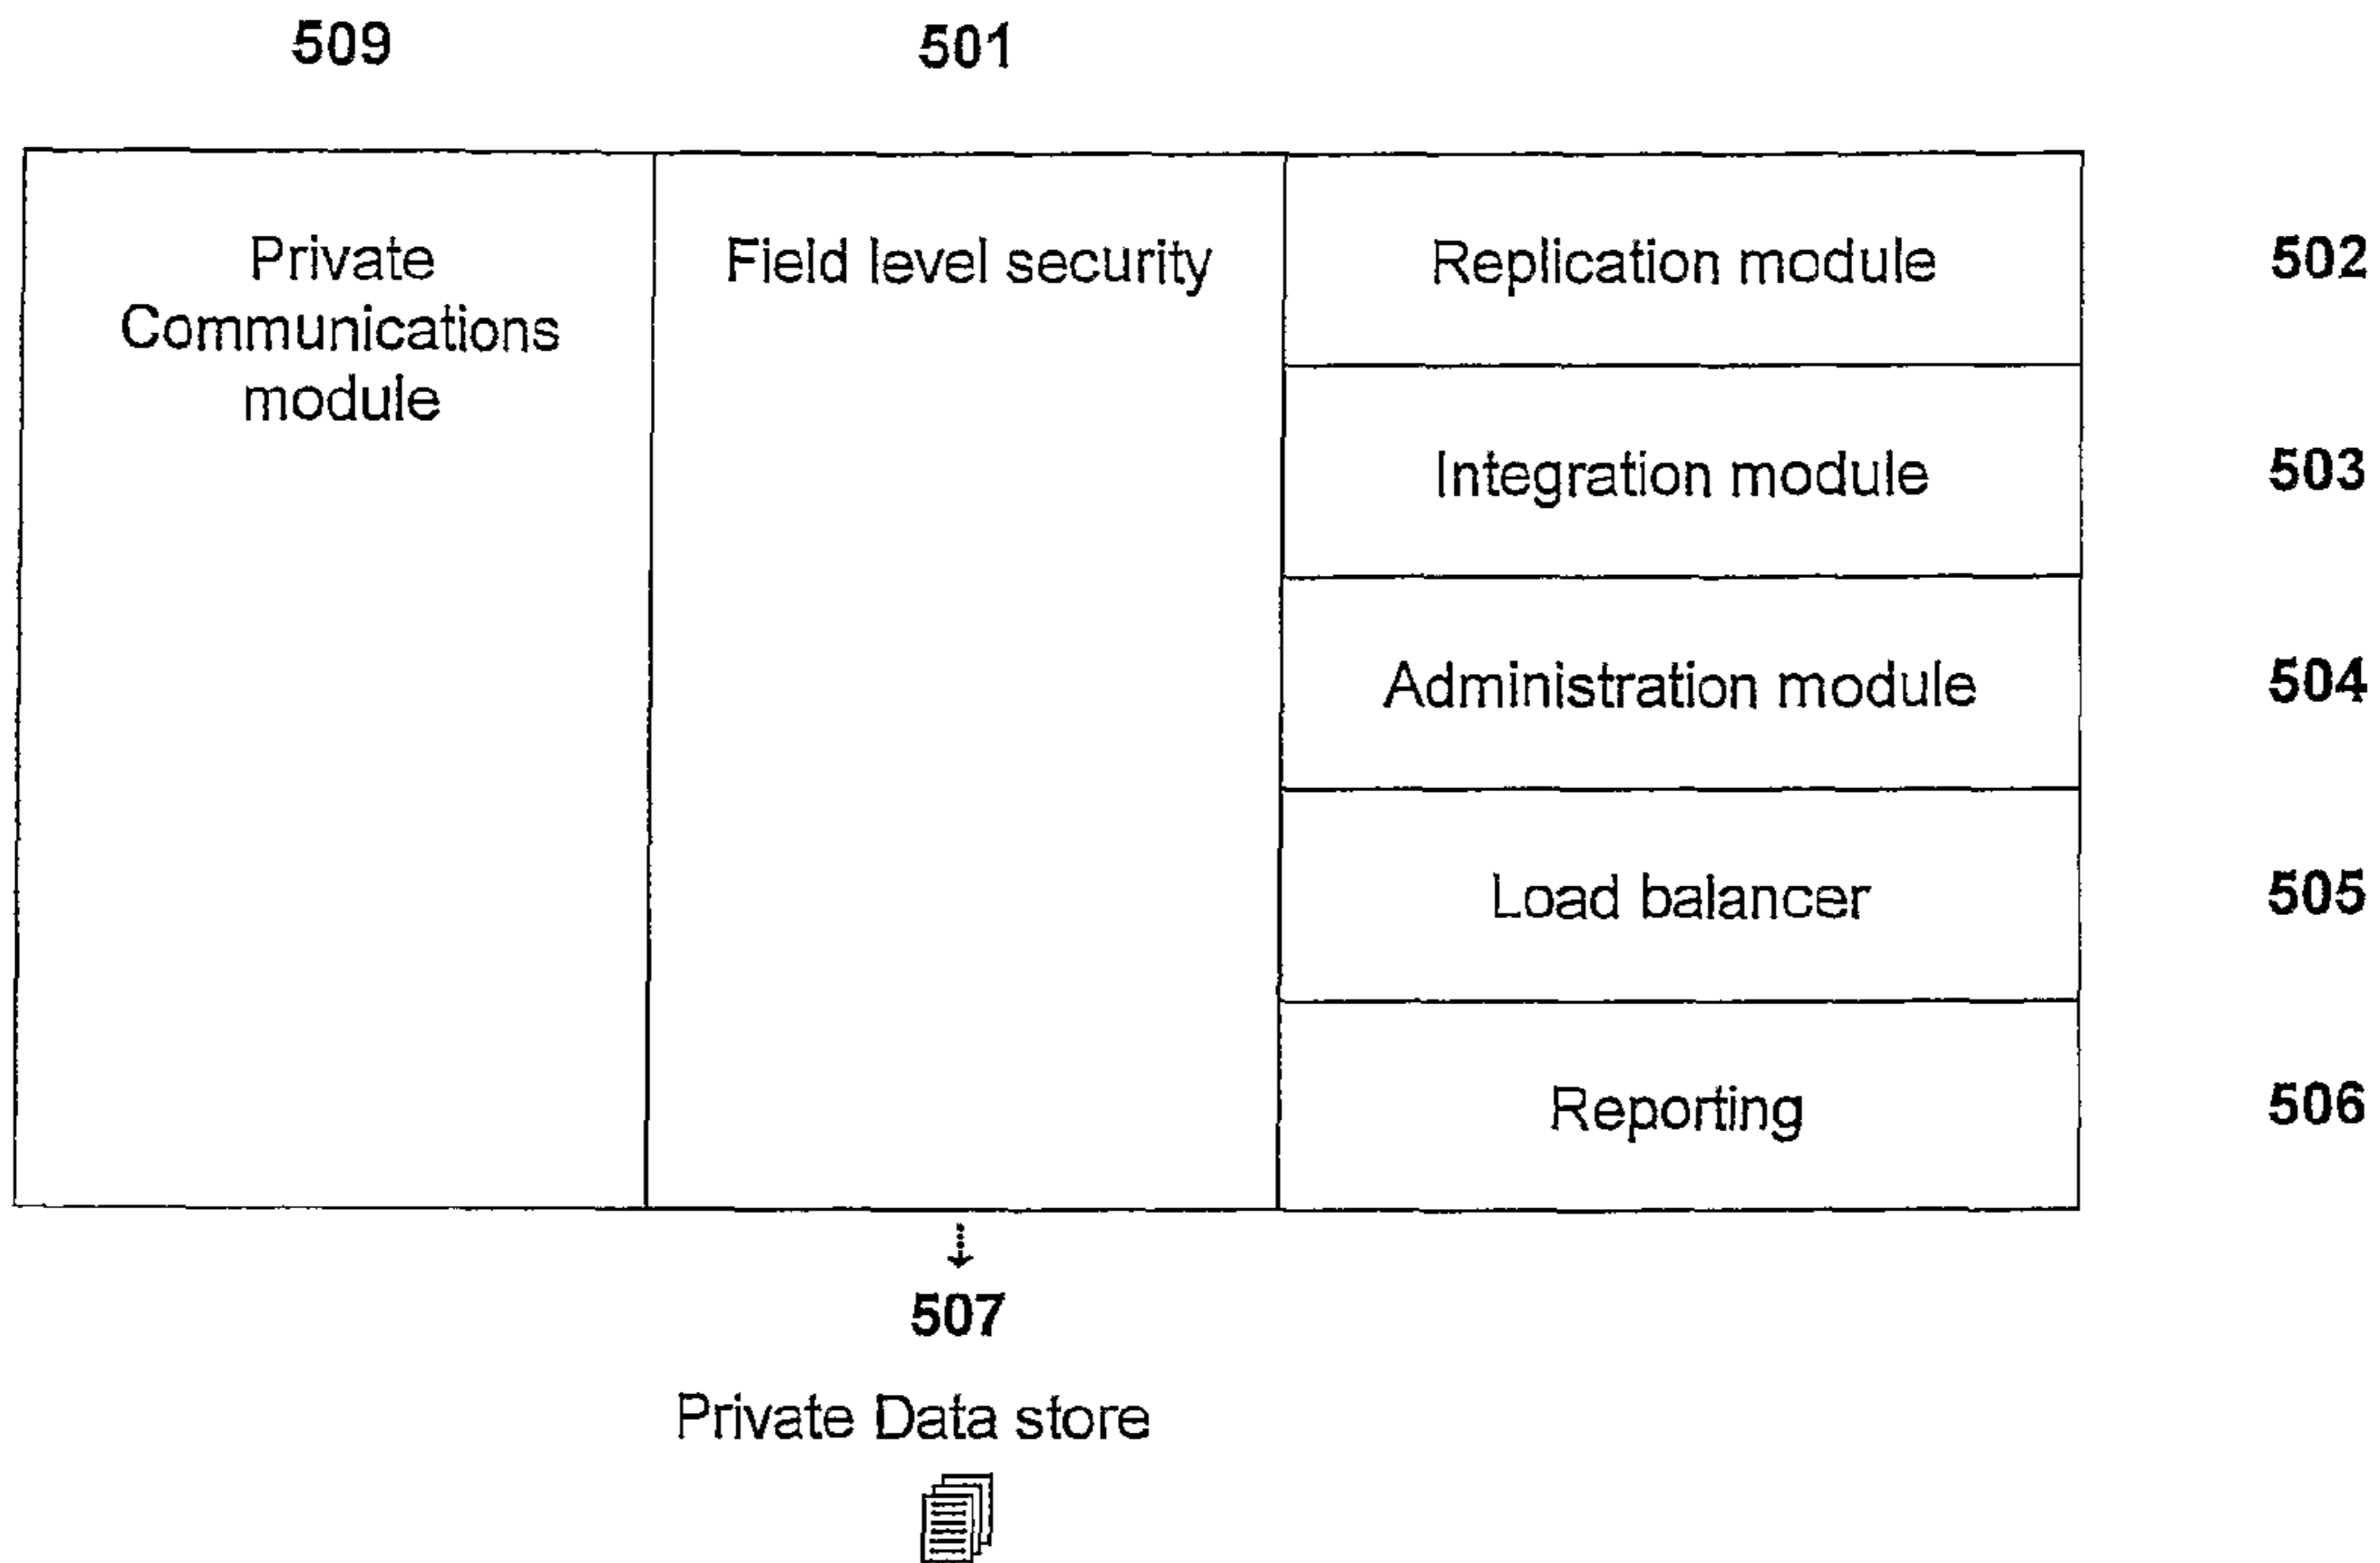 509
501
Private
Communications
module
Field level security
Replication module
502
Integration module
503
Administration module
504
Load balancer
505
Reporting
506
507
Private Data store